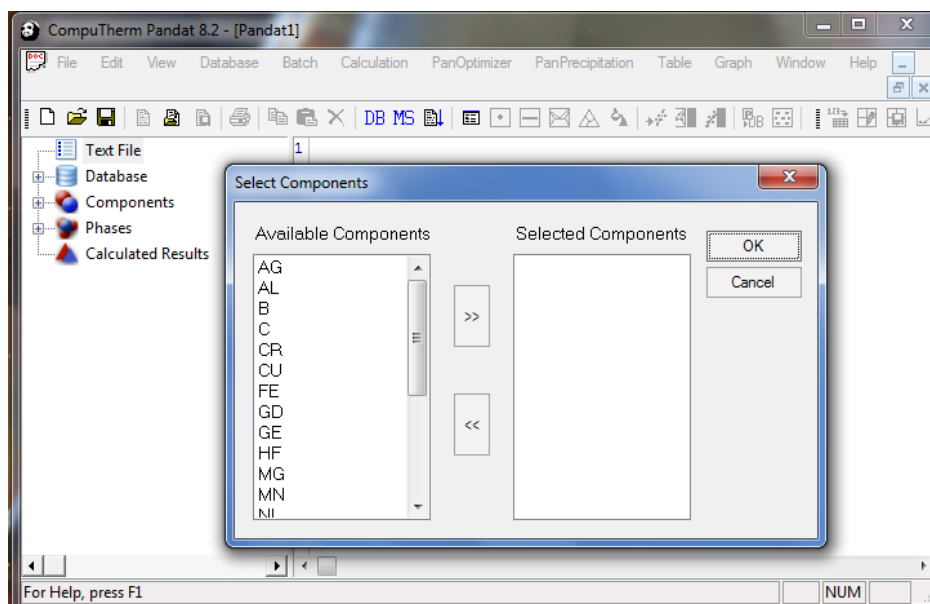 CompuTherm Pandat 8.2 - [Pandat1]
File Edit View Database Batch Calculation PanOptimizer PanPrecipitation Table Graph Window Help
DB MS
Text File
Database
Components
Phases
Calculated Results
1
Select Components
Available Components
Selected Components
AG
AL
B
C
CR
CU
FE
GD
GE
HF
MG
MN
NI
>>
<<
OK
Cancel
For Help, press F1
NUM